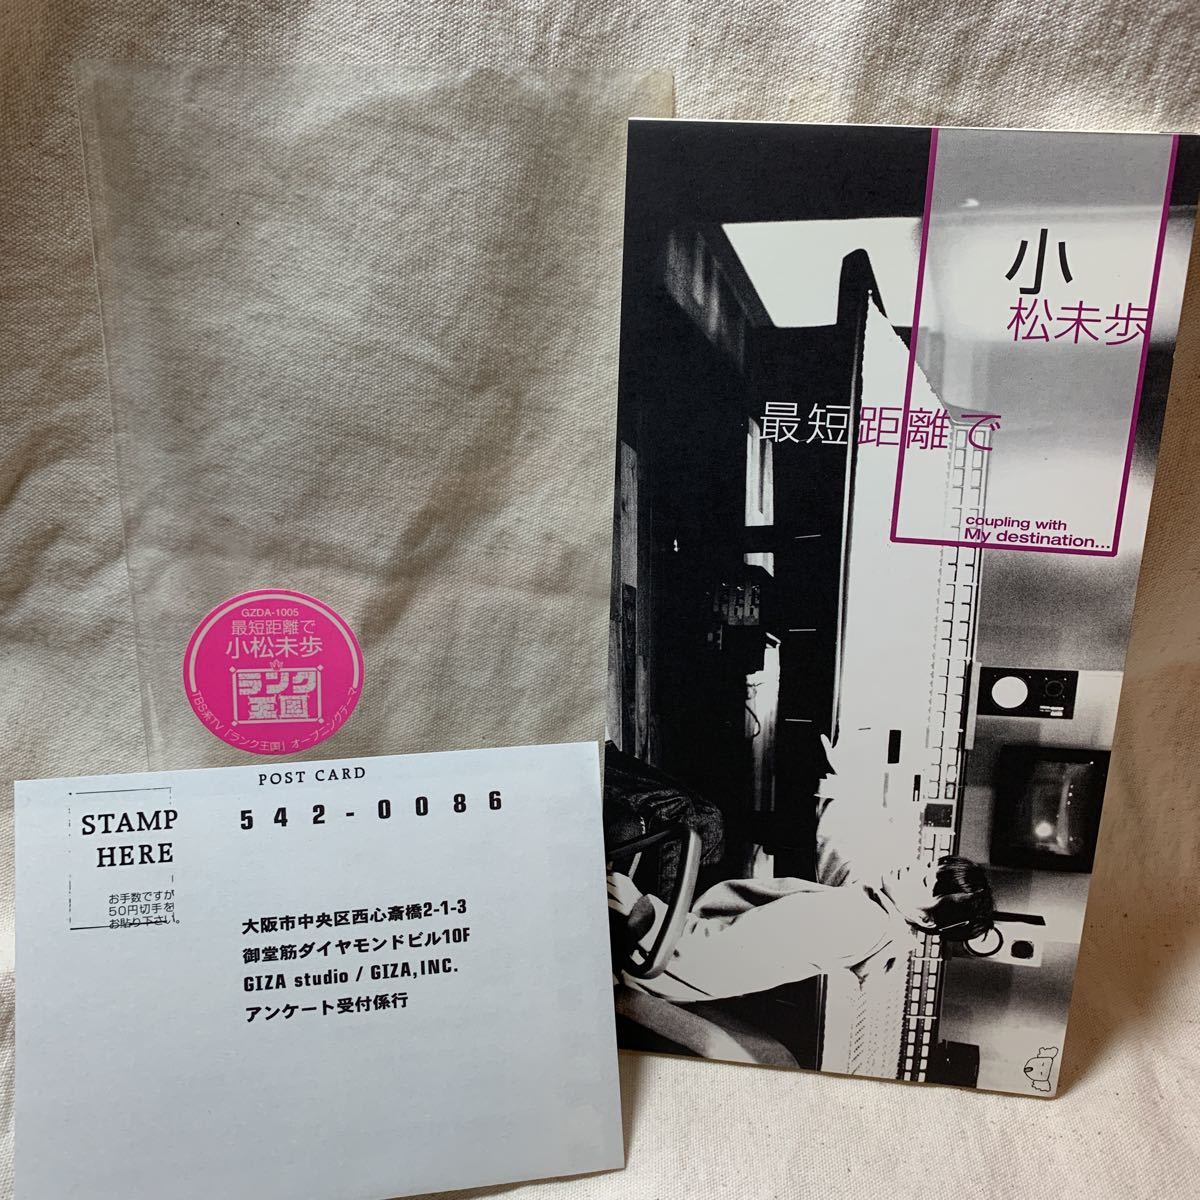 小
松未歩
最短距離で
coupling with
My destination...
GZDA-1005
最短距離で
小松未歩
ランク
王国
TBS系TV「ランク王国」オープニングテーマ
POST CARD
STAMP
HERE
お手数ですが
50円切手を
お貼り下さい。
542-0086
大阪市中央区西心斎橋2-1-3
御堂筋ダイヤモンドビル10F
GIZA studio / GIZA,INC.
アンケート受付係行